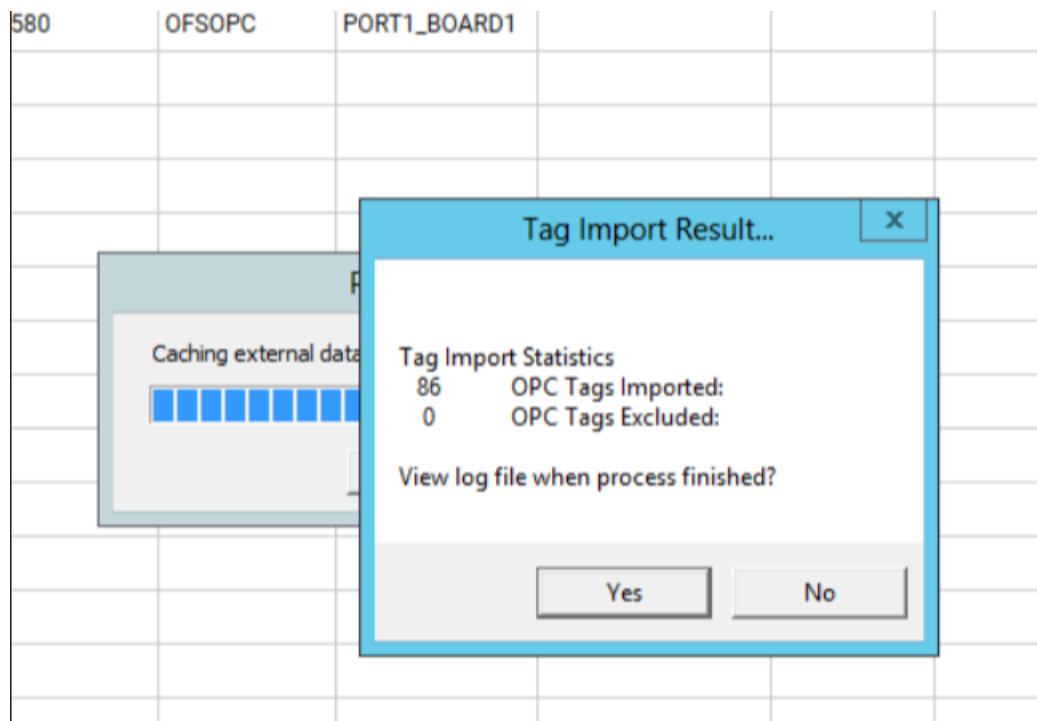 580 OFSOPC PORT1_BOARD1
Tag Import Result...
X
Caching external data
Tag Import Statistics
86 OPC Tags Imported:
0 OPC Tags Excluded:
View log file when process finished?
Yes No